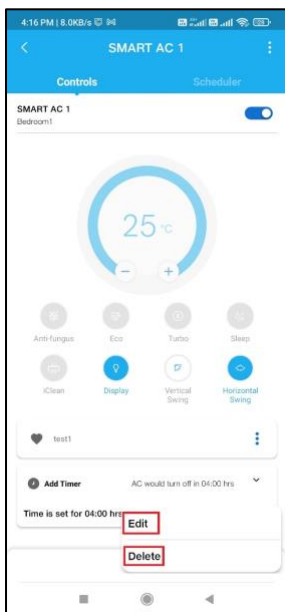 4:16 PM | 8.0KB/s
SMART AC 1
Controls Scheduler
SMART AC 1
Bedroom1
25 °C
− +
Anti-fungus Eco Turbo Sleep
iClean Display Vertical Swing Horizontal Swing
test1
Add Timer AC would turn off in 04:00 hrs
Time is set for 04:00 hrs
Edit
Delete